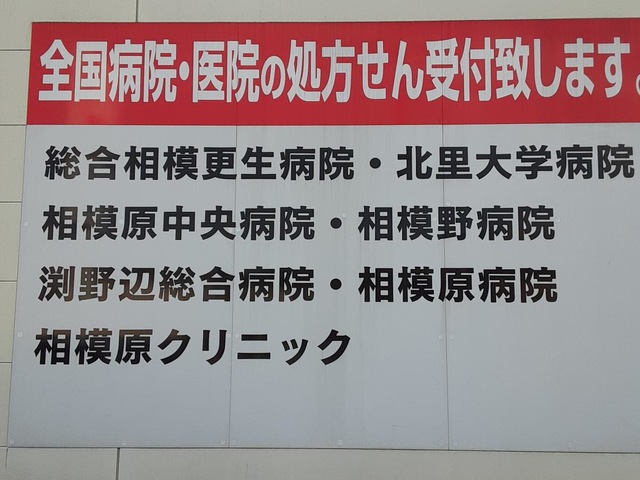 全国病院・医院の処方せん受付致します。
総合相模更生病院・北里大学病院
相模原中央病院・相模野病院
渕野辺総合病院・相模原病院
相模原クリニック